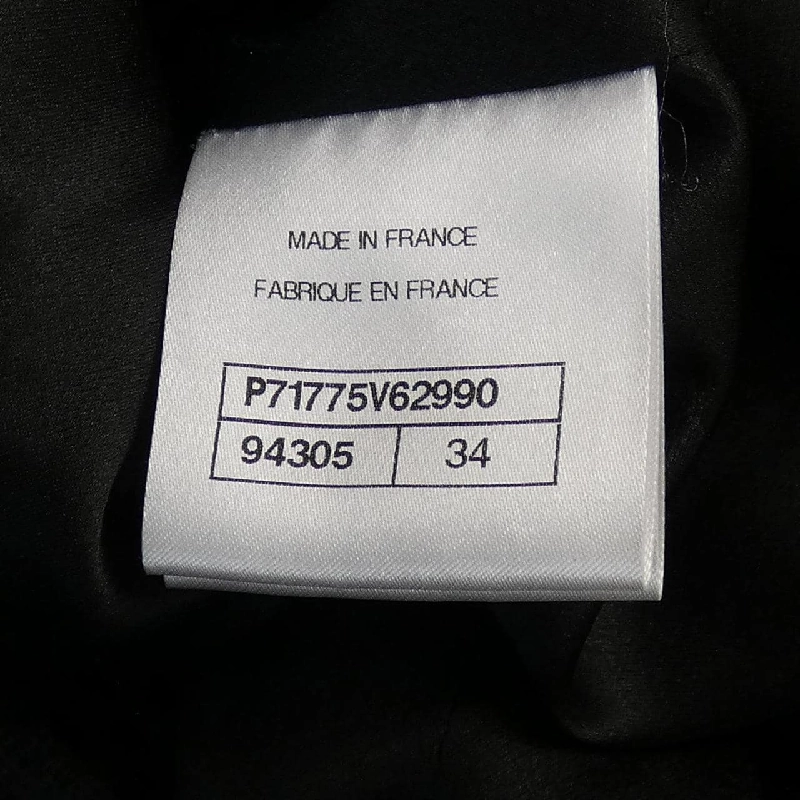 MADE IN FRANCE
FABRIQUE EN FRANCE
P71775V62990
94305 34